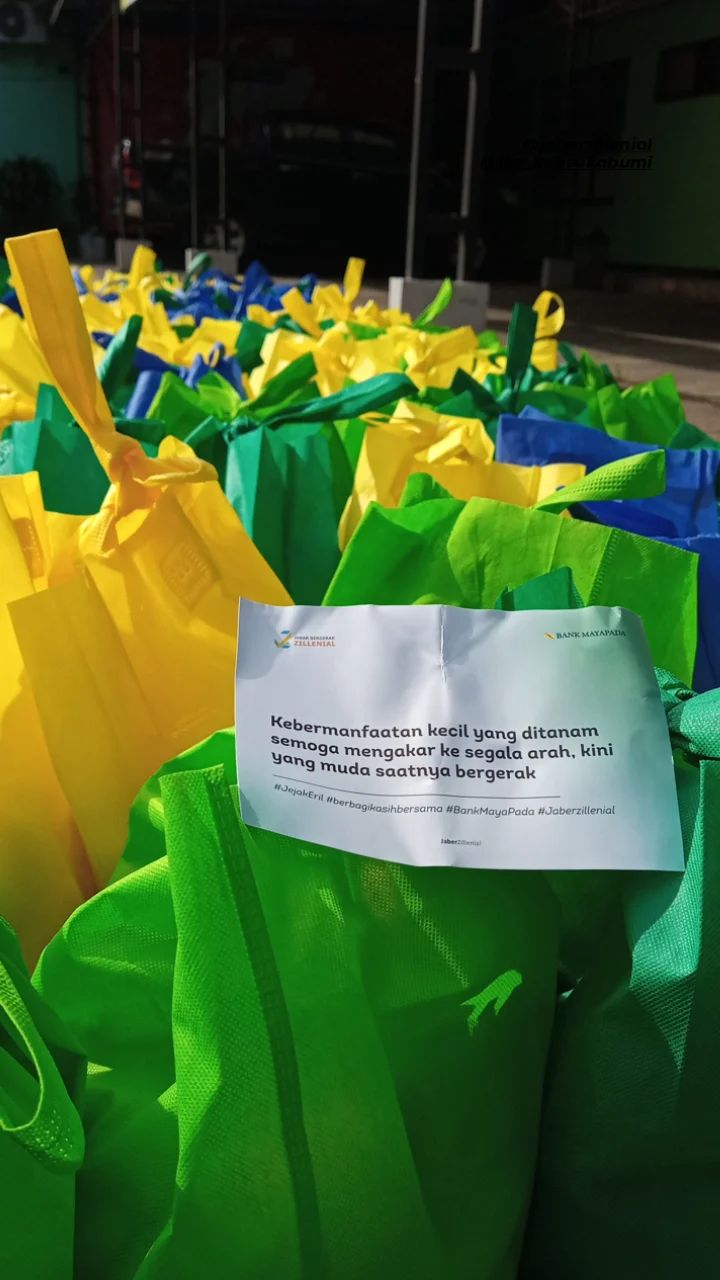 JABAR BERGERAK
ZILLENIAL
BANK MAYAPADA
Kebermanfaatan kecil yang ditanam
semoga mengakar ke segala arah, kini
yang muda saatnya bergerak
#JejakEril #berbagikasihbersama #BankMayaPada #Jaberzillenial
JaberZillenial